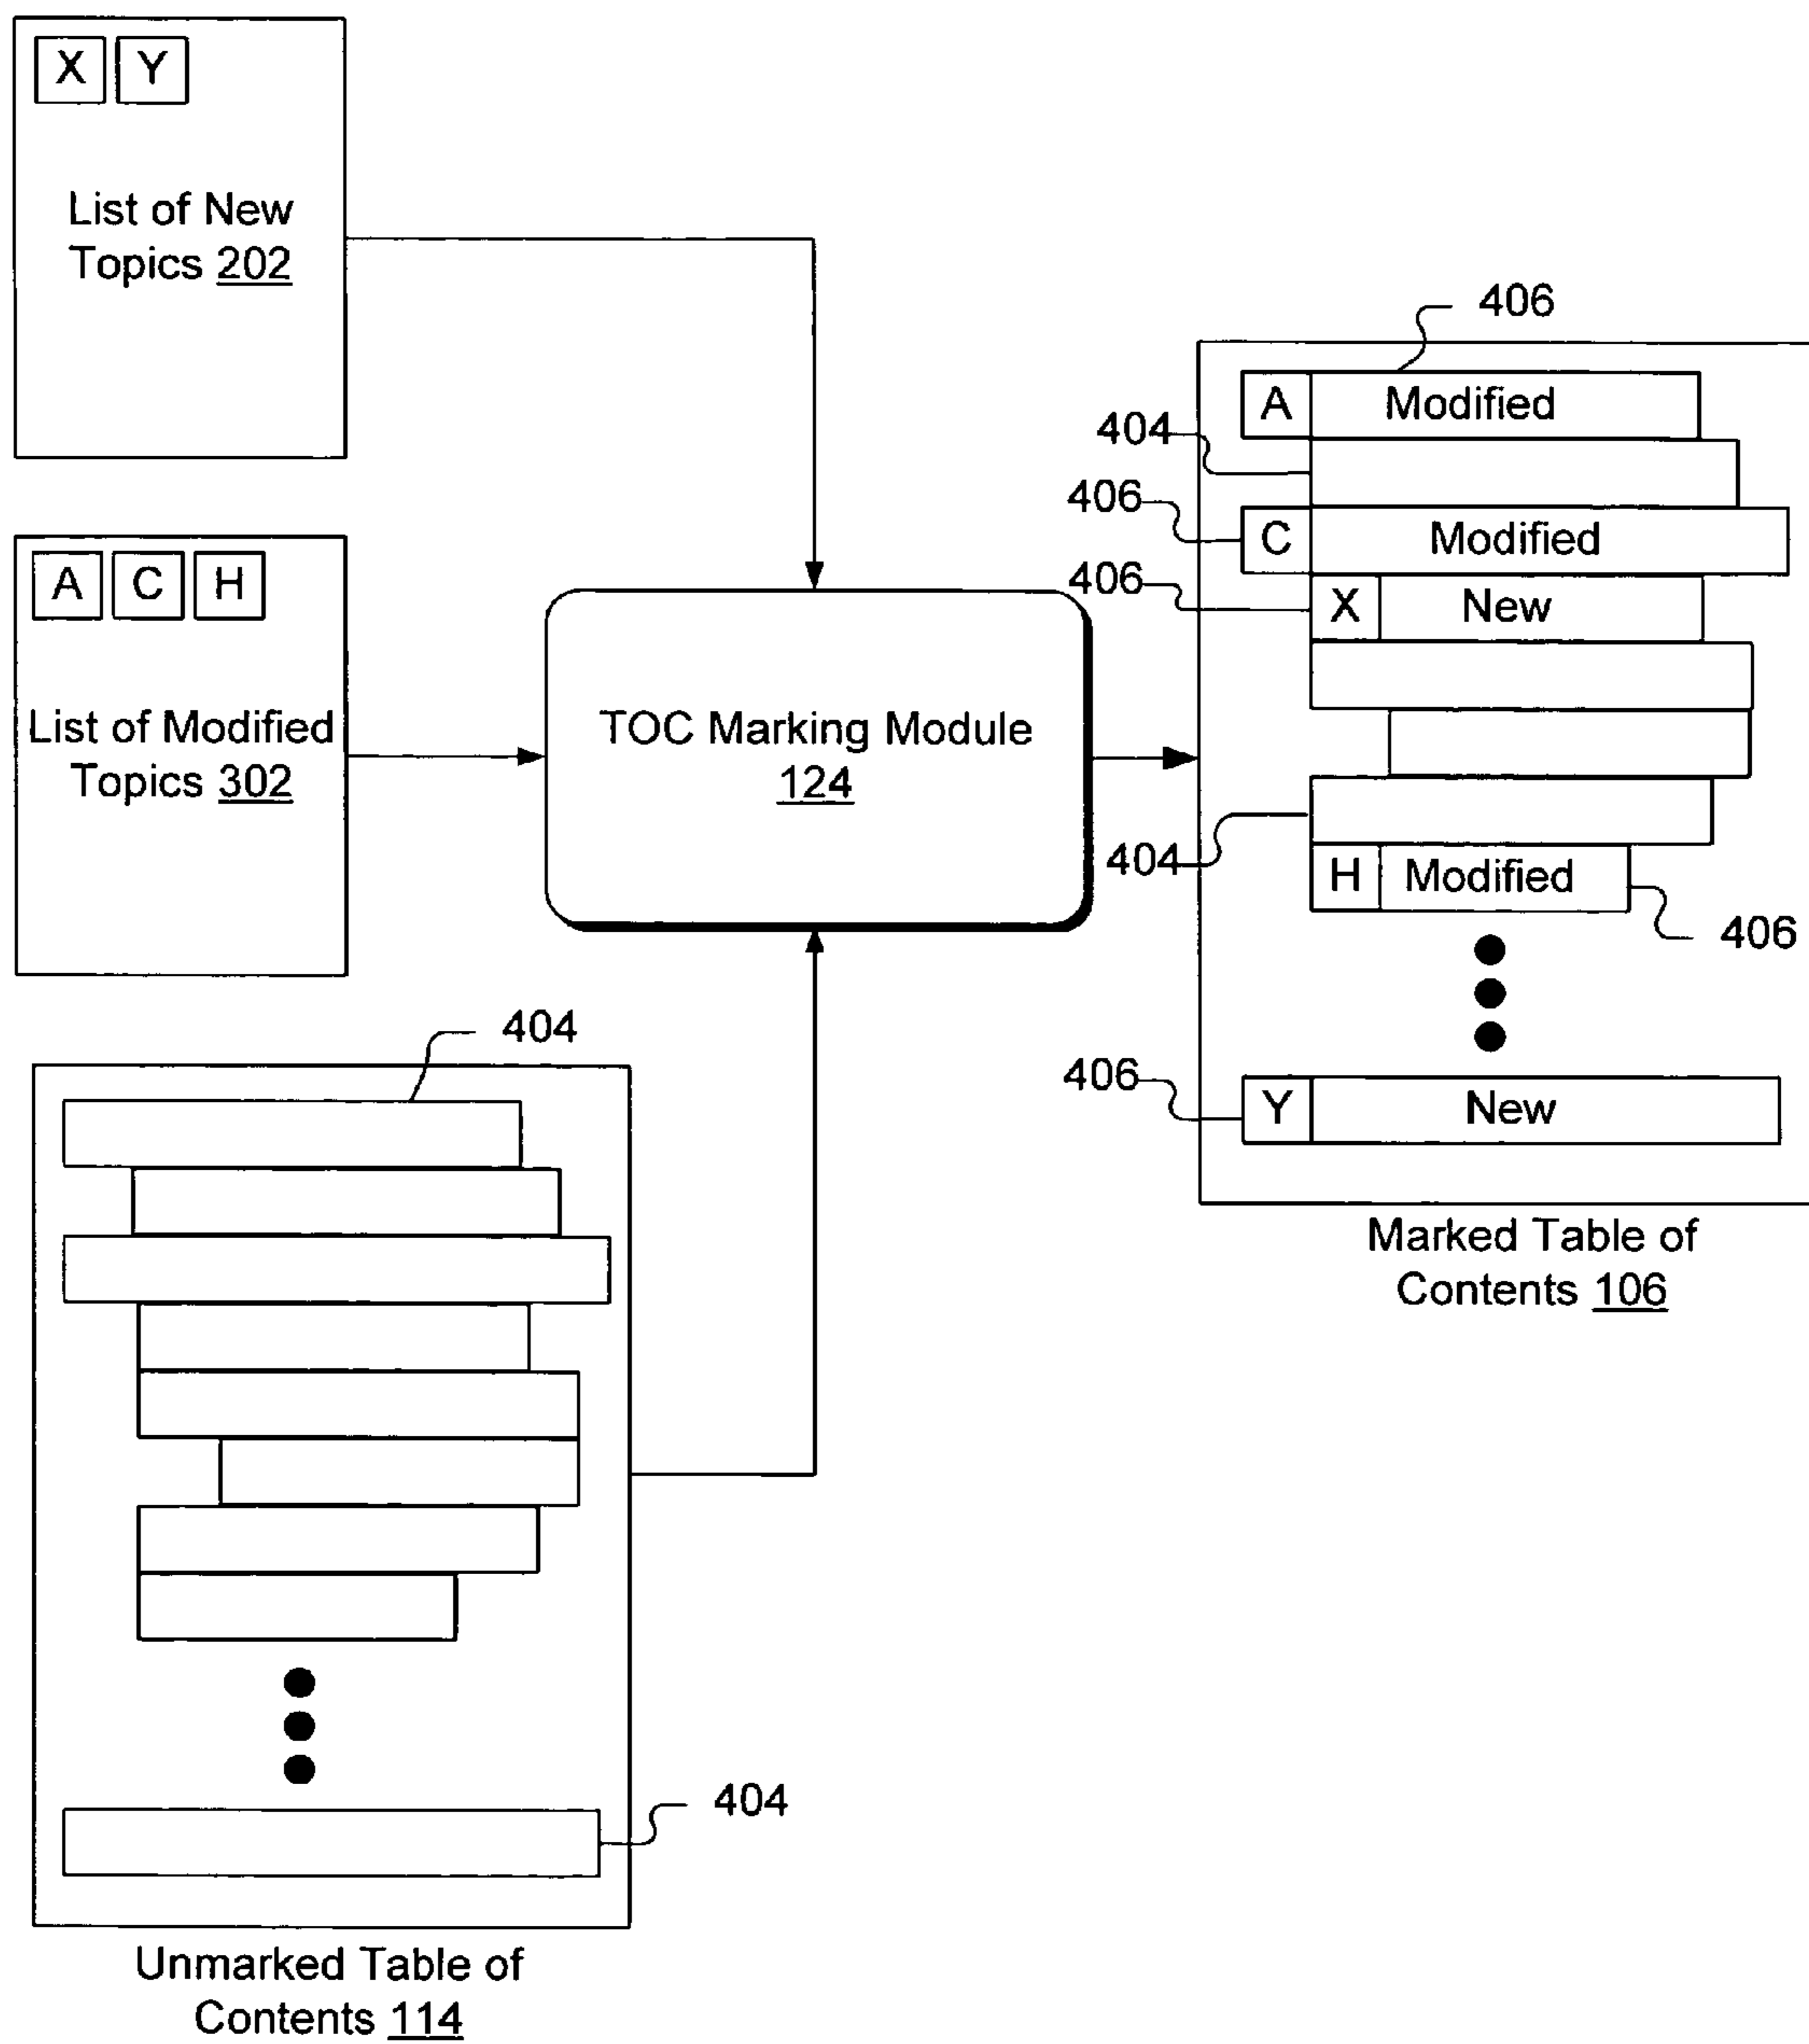 X Y
List of New
Topics 202
A C H
List of Modified
Topics 302
TOC Marking Module
124
404
404
Unmarked Table of
Contents 114
406
A Modified
404
406
C Modified
406
X New
404
H Modified
406
406
Y New
Marked Table of
Contents 106